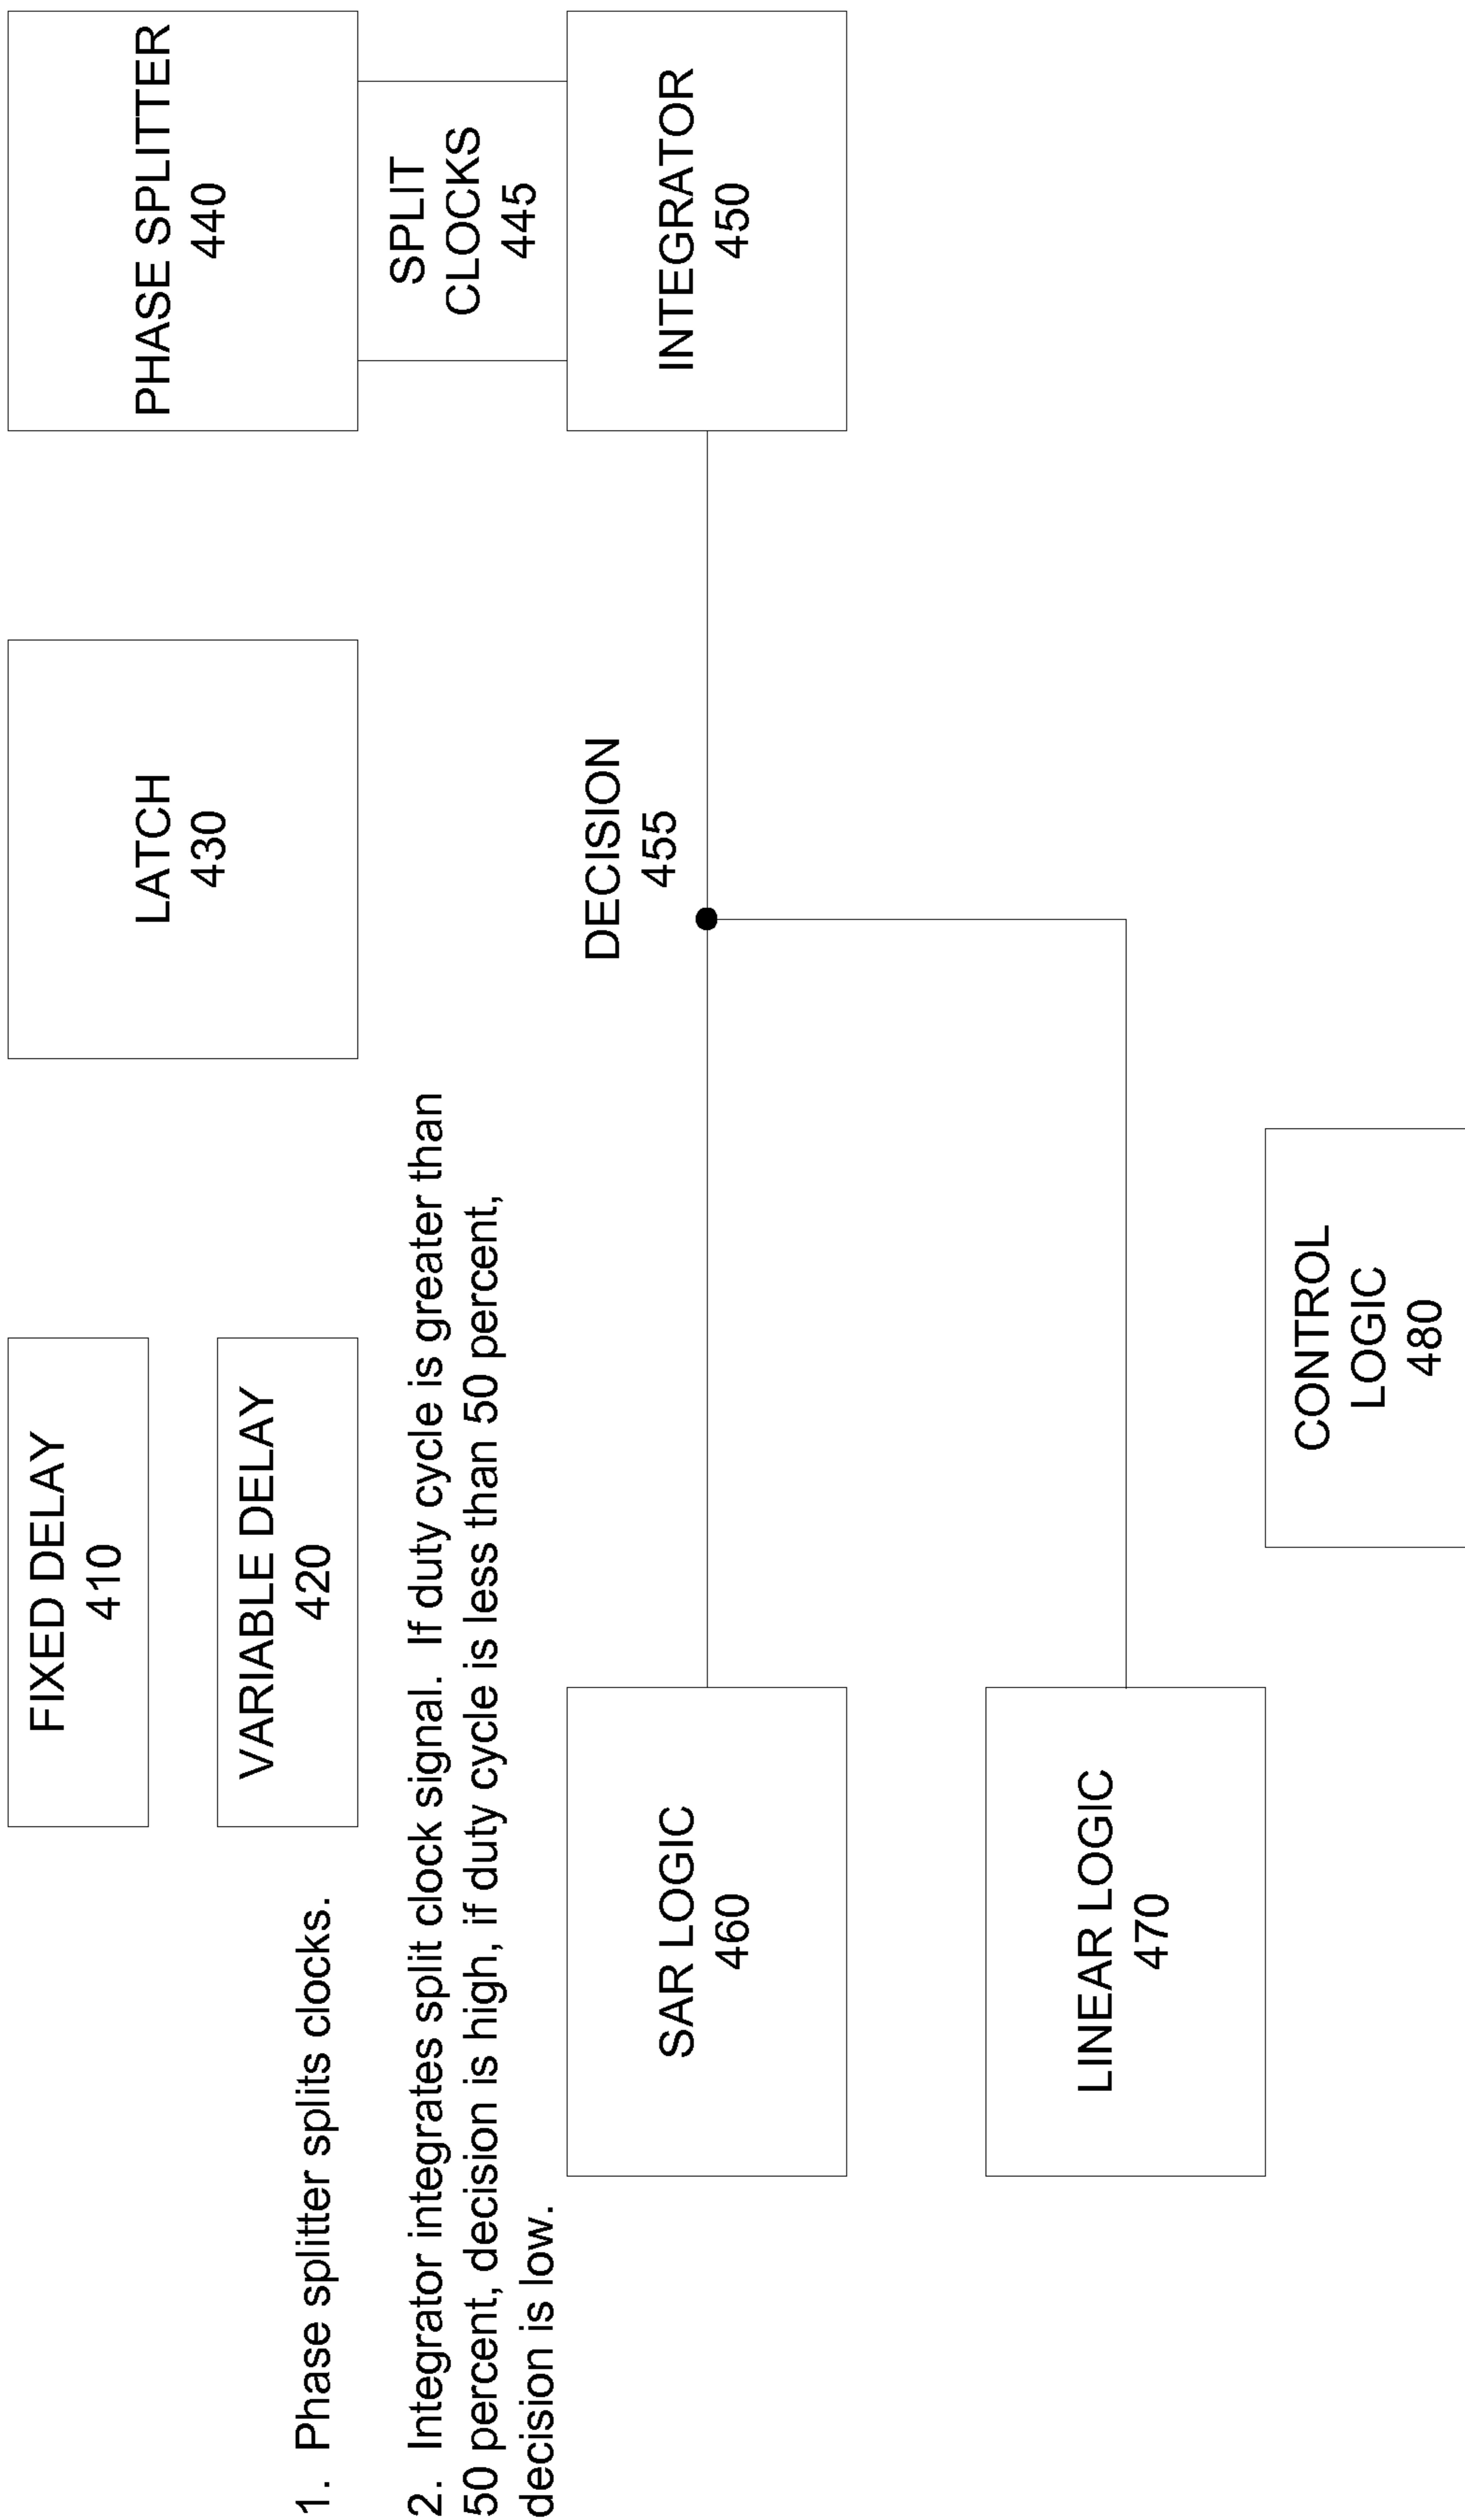 FIXED DELAY
410
VARIABLE DELAY
420
LATCH
430
PHASE SPLITTER
440
SPLIT
CLOCKS
445
1. Phase splitter splits clocks.
2. Integrator integrates split clock signal. If duty cycle is greater than
50 percent, decision is high, if duty cycle is less than 50 percent,
decision is low.
DECISION
455
INTEGRATOR
450
SAR LOGIC
460
LINEAR LOGIC
470
CONTROL
LOGIC
480